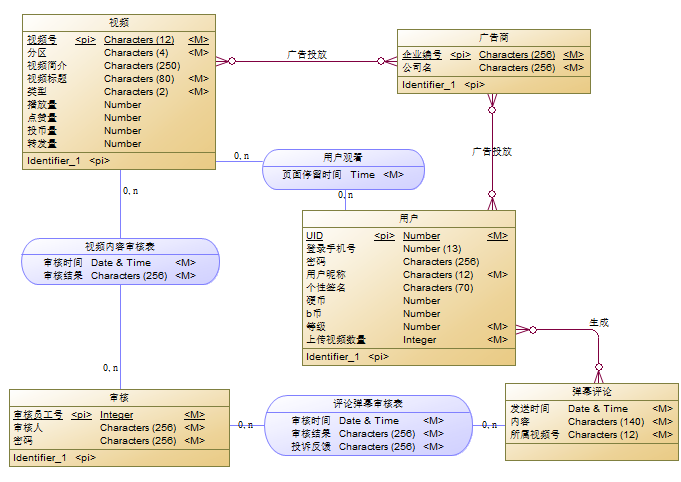 视频
视频号 <pi> Characters (12) <M>
分区 Characters (4) <M>
视频简介 Characters (250)
视频标题 Characters (80) <M>
类型 Characters (2) <M>
播放量 Number
点赞量 Number
投币量 Number
转发量 Number
Identifier_1 <pi>
广告投放
广告商
企业编号 <pi> Characters (256) <M>
公司名 Characters (256) <M>
Identifier_1 <pi>
广告投放
0,n
用户观看
页面停留时间 Time <M>
0,n
0,n
视频内容审核表
审核时间 Date & Time <M>
审核结果 Characters (256) <M>
0,n
用户
UID <pi> Number <M>
登录手机号 Number (13)
密码 Characters (256)
用户昵称 Characters (12) <M>
个性签名 Characters (70)
硬币 Number
b币 Number
等级 Number <M>
上传视频数量 Integer <M>
Identifier_1 <pi>
生成
审核
审核员工号 <pi> Integer <M>
审核人 Characters (256) <M>
密码 Characters (256) <M>
Identifier_1 <pi>
0,n
评论弹幕审核表
审核时间 Date & Time <M>
审核结果 Characters (256) <M>
投诉反馈 Characters (256) <M>
0,n
弹幕评论
发送时间 Date & Time <M>
内容 Characters (140) <M>
所属视频号 Characters (12) <M>